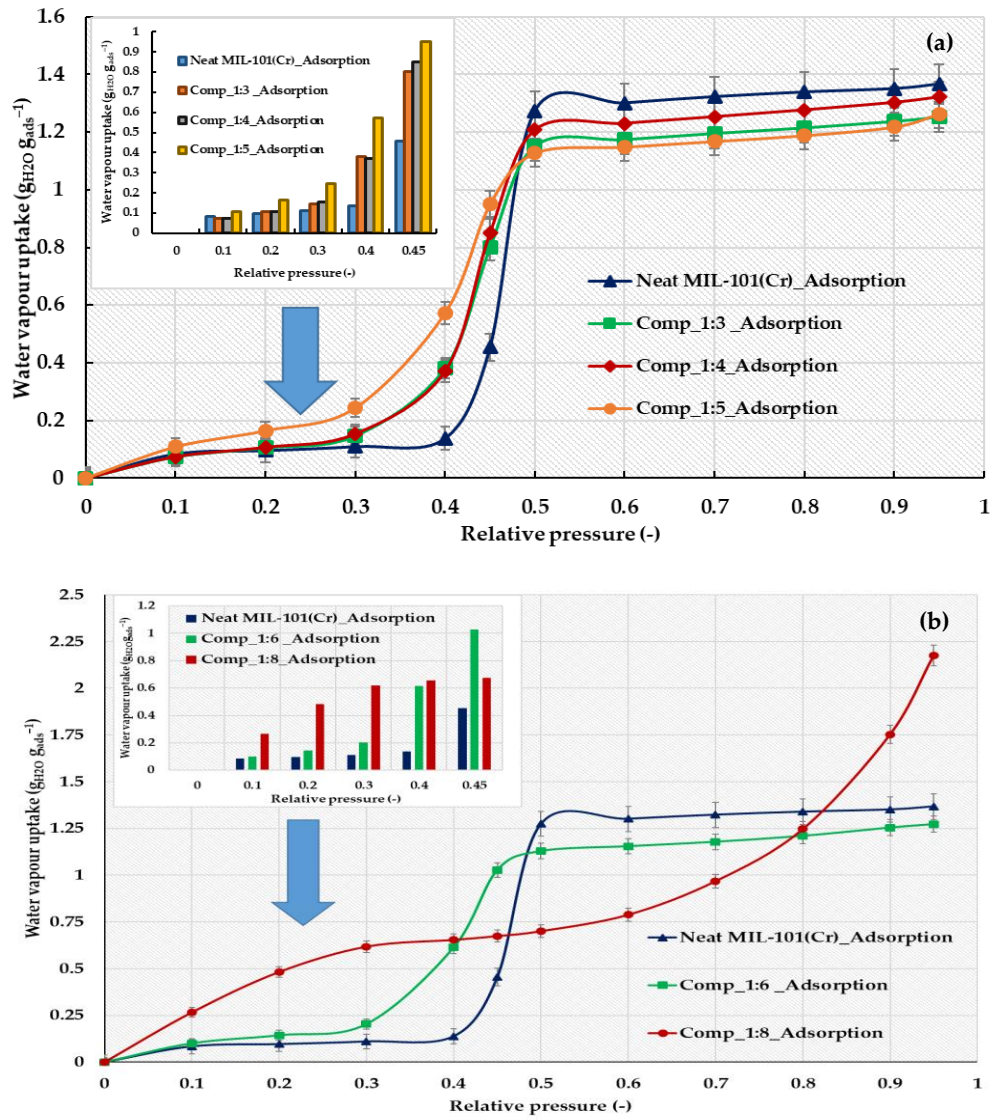 (a)
Water vapour uptake (gH2O gads−1)
1.6
1.4
1.2
1
0.8
0.6
0.4
0.2
0
0 0.1 0.2 0.3 0.4 0.5 0.6 0.7 0.8 0.9 1
Relative pressure (-)
Water vapour uptake (gH2O gads−1)
1
0.9
0.8
0.7
0.6
0.5
0.4
0.3
0.2
0.1
0
0 0.1 0.2 0.3 0.4 0.45
Relative pressure (-)
Neat MIL-101(Cr)_Adsorption
Comp_1:3 _Adsorption
Comp_1:4_Adsorption
Comp_1:5_Adsorption
Neat MIL-101(Cr)_Adsorption
Comp_1:3 _Adsorption
Comp_1:4_Adsorption
Comp_1:5_Adsorption
(b)
Water vapour uptake (gH2O gads−1)
2.5
2.25
2
1.75
1.5
1.25
1
0.75
0.5
0.25
0
0 0.1 0.2 0.3 0.4 0.5 0.6 0.7 0.8 0.9 1
Relative pressure (-)
Water vapour uptake (gH2O gads−1)
1.2
1
0.8
0.6
0.4
0.2
0
0 0.1 0.2 0.3 0.4 0.45
Relative pressure (-)
Neat MIL-101(Cr)_Adsorption
Comp_1:6 _Adsorption
Comp_1:8_Adsorption
Neat MIL-101(Cr)_Adsorption
Comp_1:6 _Adsorption
Comp_1:8_Adsorption